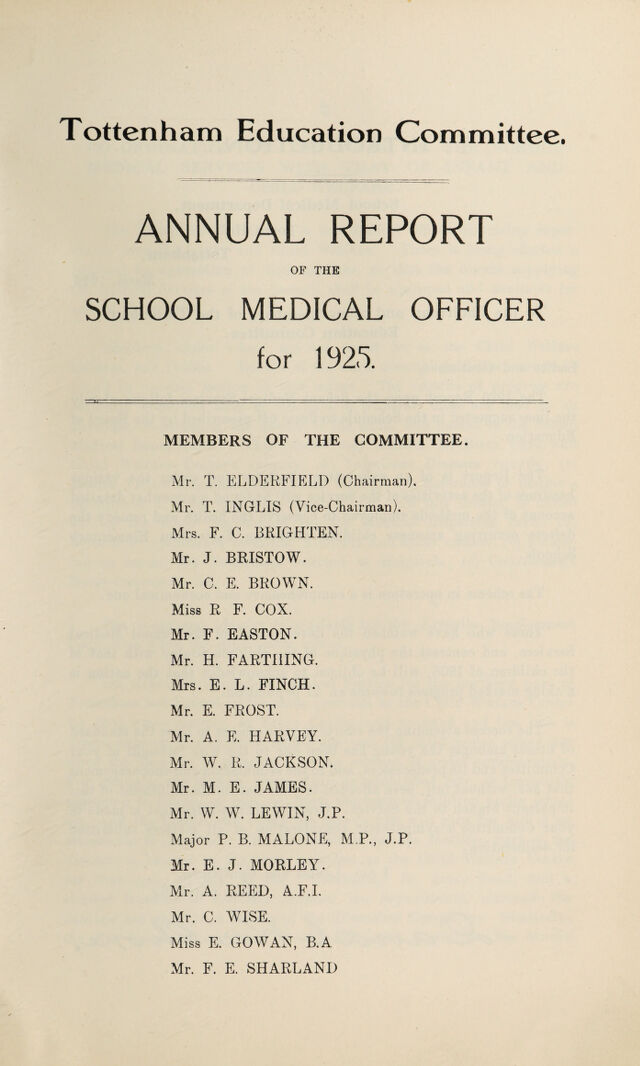 Tottenham Education Committee.
ANNUAL REPORT
OF THE
SCHOOL MEDICAL OFFICER
for 1925.
MEMBERS OF THE COMMITTEE.
Mr. T. ELDERFIELD (Chairman).
Mr. T. INGLIS (Vice-Chairman).
Mrs. F. C. BRIGHTEN.
Mr. J. BRISTOW.
Mr. C. E. BROWN.
Miss R F. COX.
Mr. F. EASTON.
Mr. H. FARTHING.
Mrs. E. L. FINCH.
Mr. E. FROST.
Mr. A. E. HARVEY.
Mr. W. R. JACKSON.
Mr. M. E. JAMES.
Mr. W. W. LEWIN, J.P.
Major P. B. MALONE, M.P., J.P.
Mr. E. J. MORLEY.
Mr. A. REED, A.F.I.
Mr. C. WISE.
Miss E. GOWAN, B.A
Mr. F. E. SHARLAND